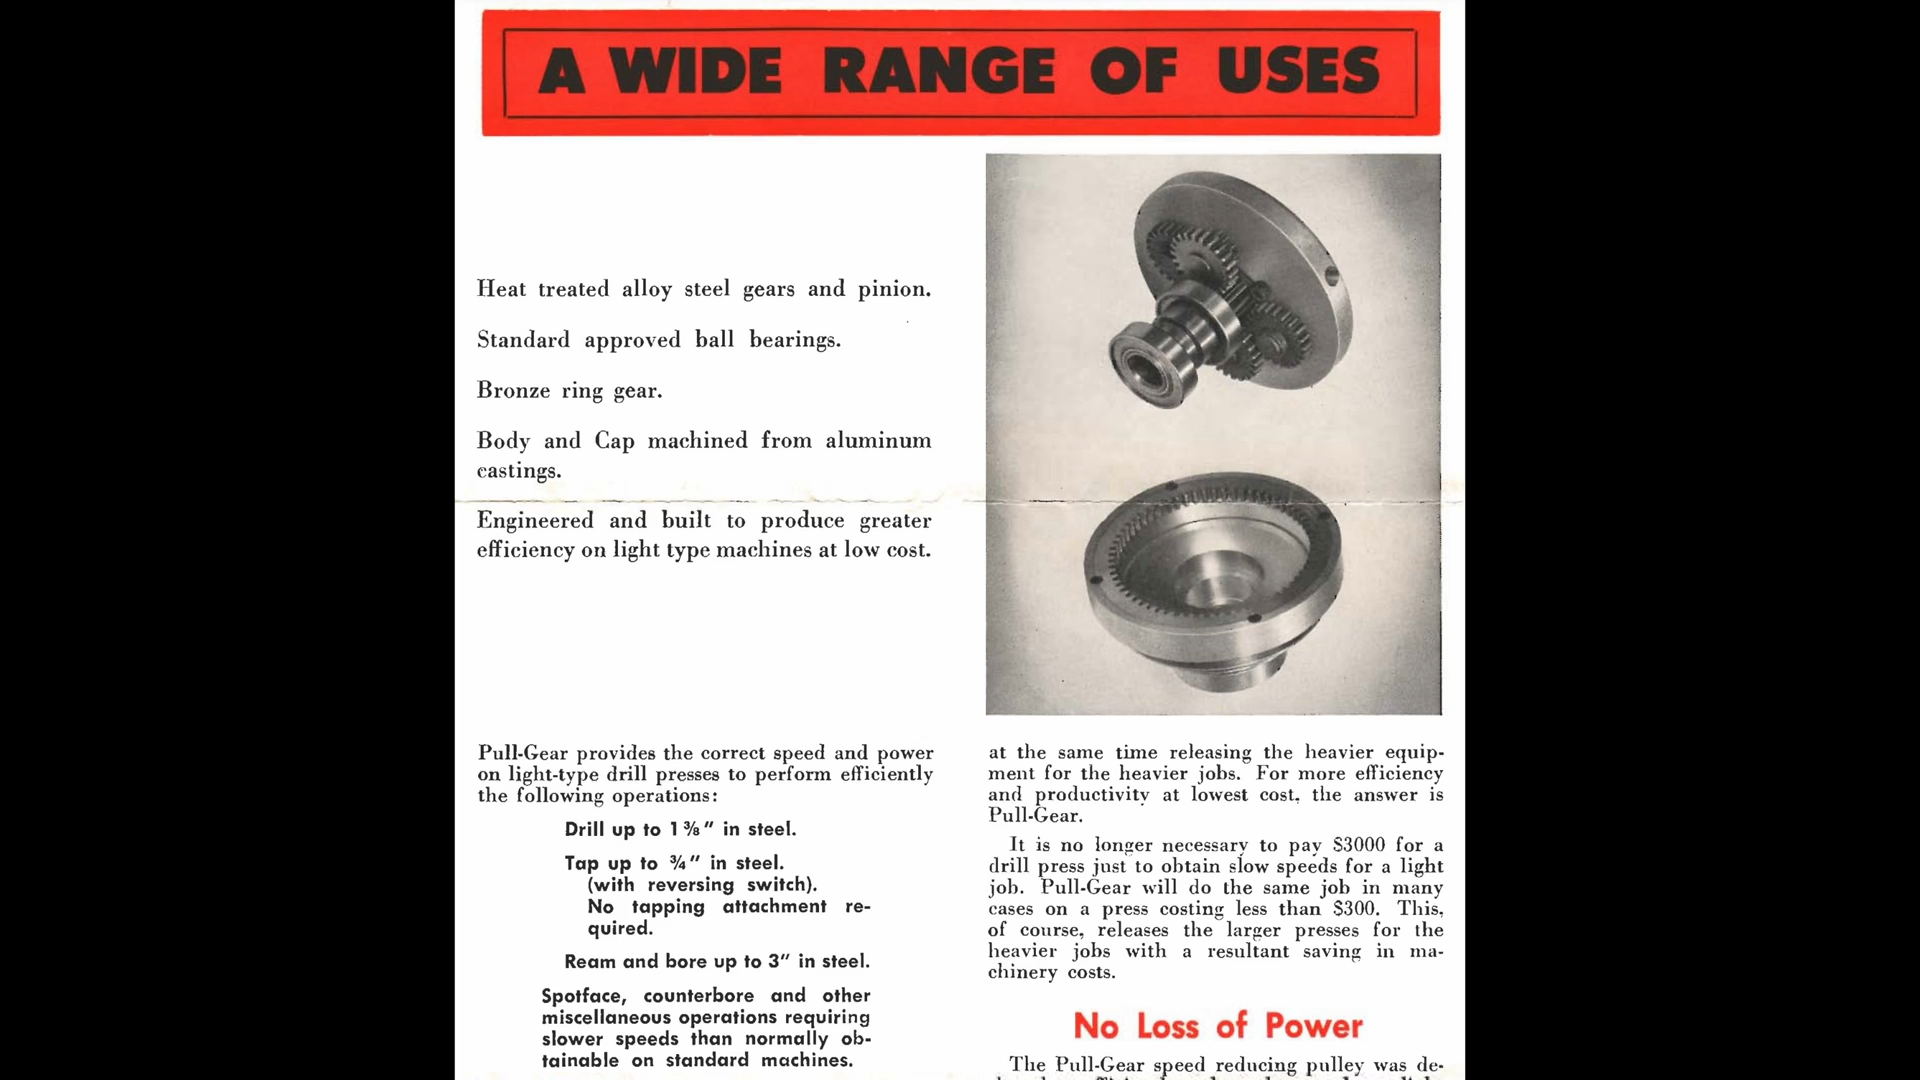 A WIDE RANGE OF USES
Heat treated alloy steel gears and pinion.
Standard approved ball bearings.
Bronze ring gear.
Body and Cap machined from aluminum
castings.
Engineered and built to produce greater
efficiency on light type machines at low cost.
Pull-Gear provides the correct speed and power
on light-type drill presses to perform efficiently
the following operations:
Drill up to 1 ⅜" in steel.
Tap up to ¾" in steel.
(with reversing switch).
No tapping attachment re-
quired.
Ream and bore up to 3" in steel.
Spotface, counterbore and other
miscellaneous operations requiring
slower speeds than normally ob-
tainable on standard machines.
at the same time releasing the heavier equip-
ment for the heavier jobs. For more efficiency
and productivity at lowest cost, the answer is
Pull-Gear.
It is no longer necessary to pay $3000 for a
drill press just to obtain slow speeds for a light
job. Pull-Gear will do the same job in many
cases on a press costing less than $300. This,
of course, releases the larger presses for the
heavier jobs with a resultant saving in ma-
chinery costs.
No Loss of Power
The Pull-Gear speed reducing pulley was de-